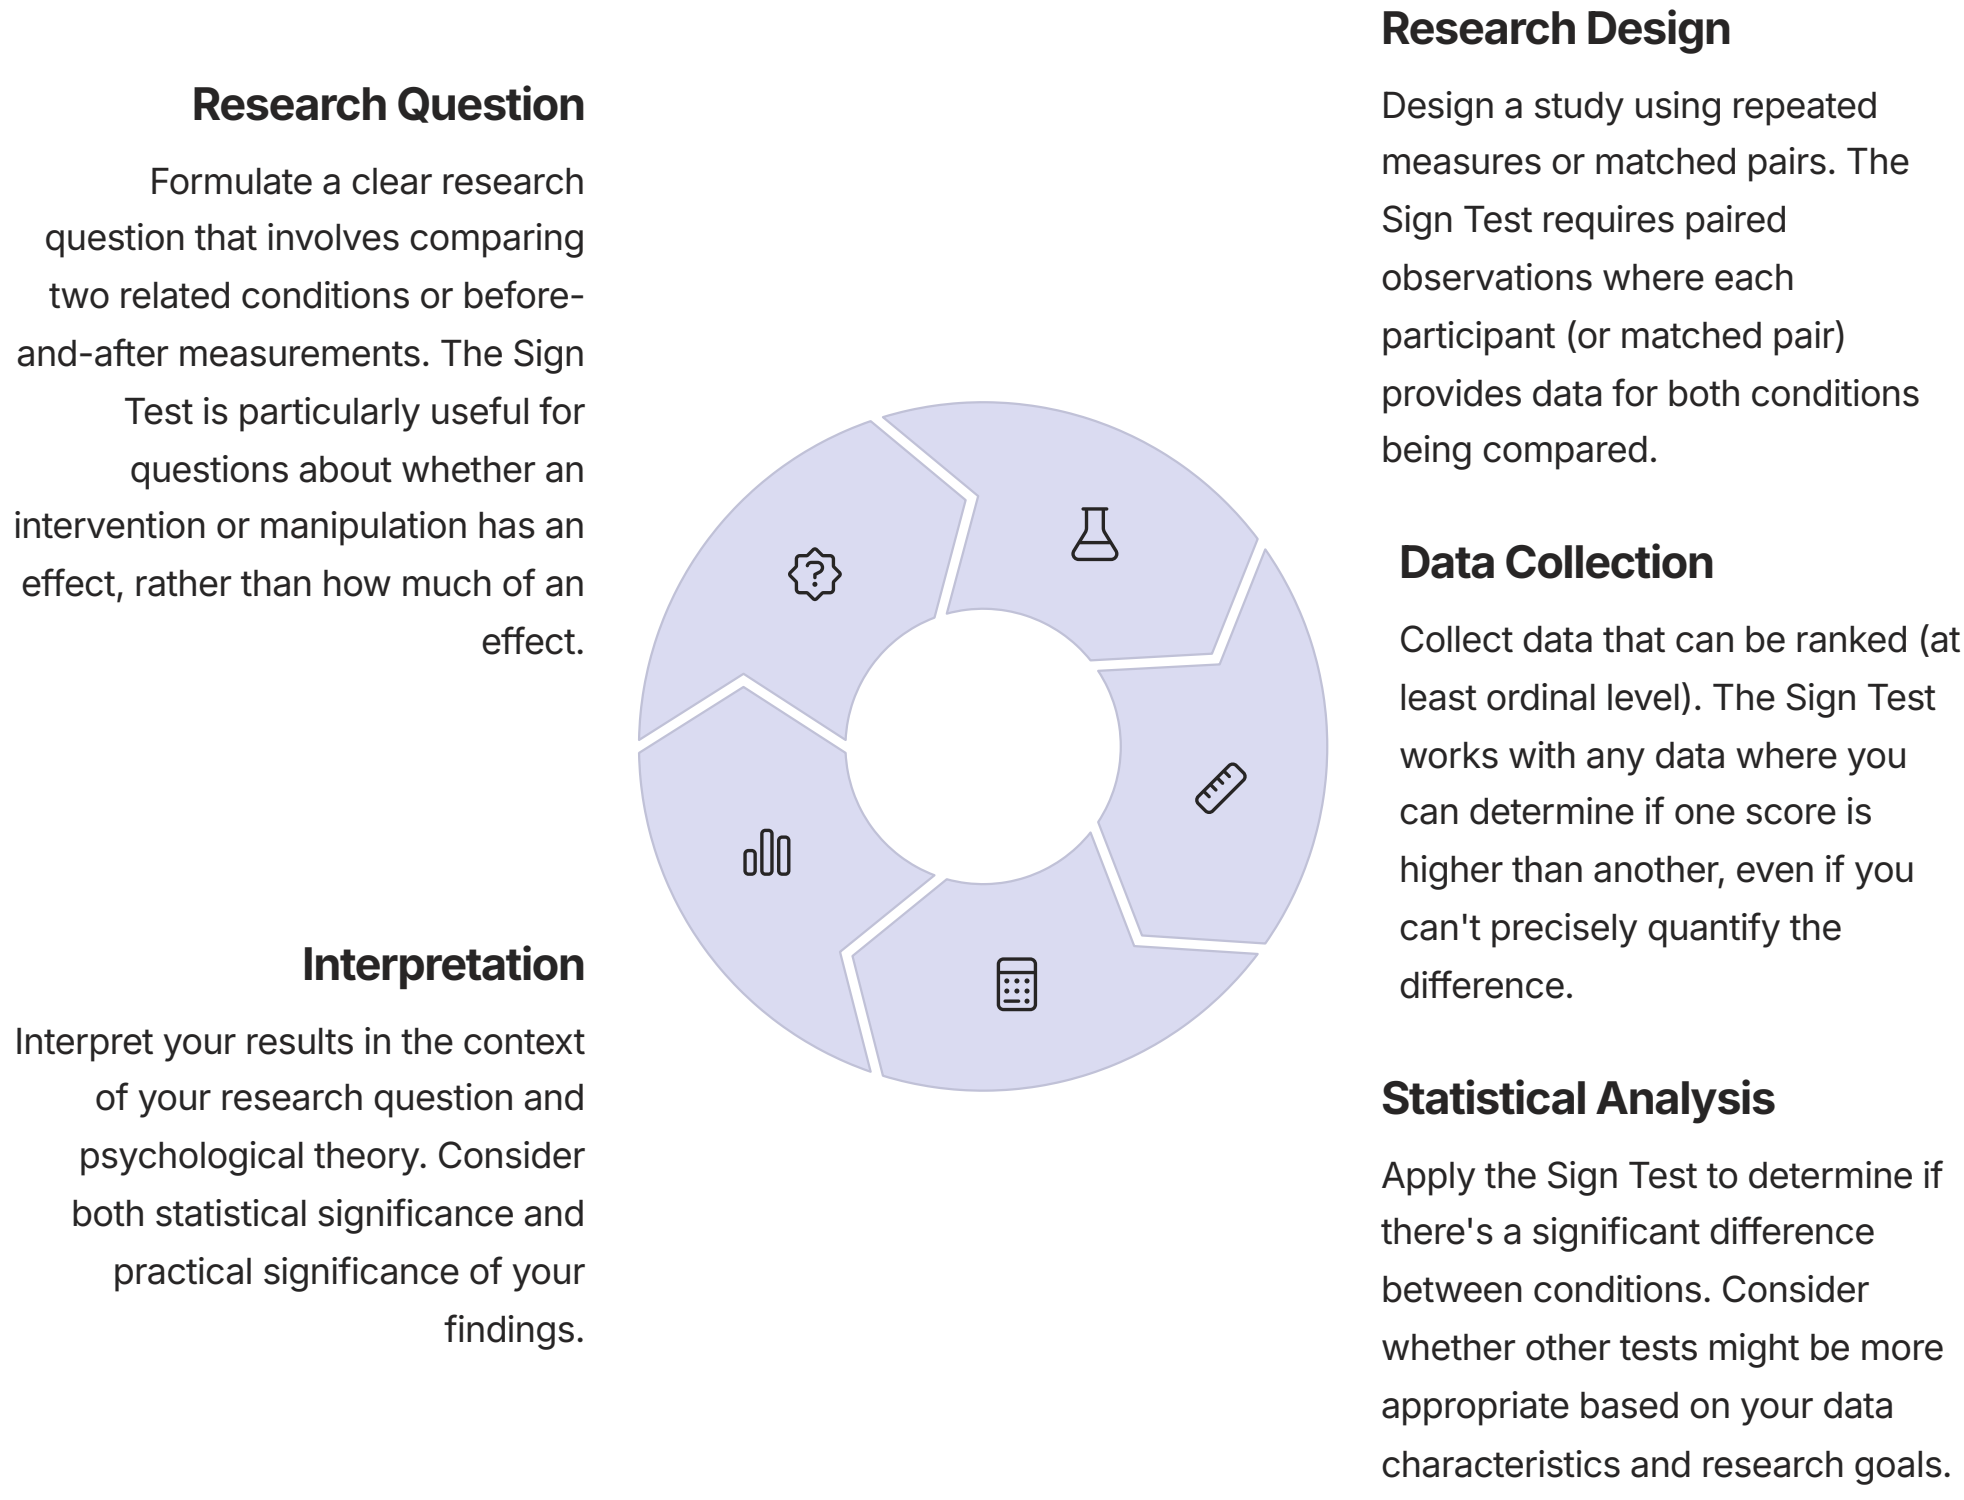 Research Question
Formulate a clear research
question that involves comparing
two related conditions or before-
and-after measurements. The Sign
Test is particularly useful for
questions about whether an
intervention or manipulation has an
effect, rather than how much of an
effect.
Research Design
Design a study using repeated
measures or matched pairs. The
Sign Test requires paired
observations where each
participant (or matched pair)
provides data for both conditions
being compared.
Data Collection
Collect data that can be ranked (at
least ordinal level). The Sign Test
works with any data where you
can determine if one score is
higher than another, even if you
can't precisely quantify the
difference.
Statistical Analysis
Apply the Sign Test to determine if
there's a significant difference
between conditions. Consider
whether other tests might be more
appropriate based on your data
characteristics and research goals.
Interpretation
Interpret your results in the context
of your research question and
psychological theory. Consider
both statistical significance and
practical significance of your
findings.
?